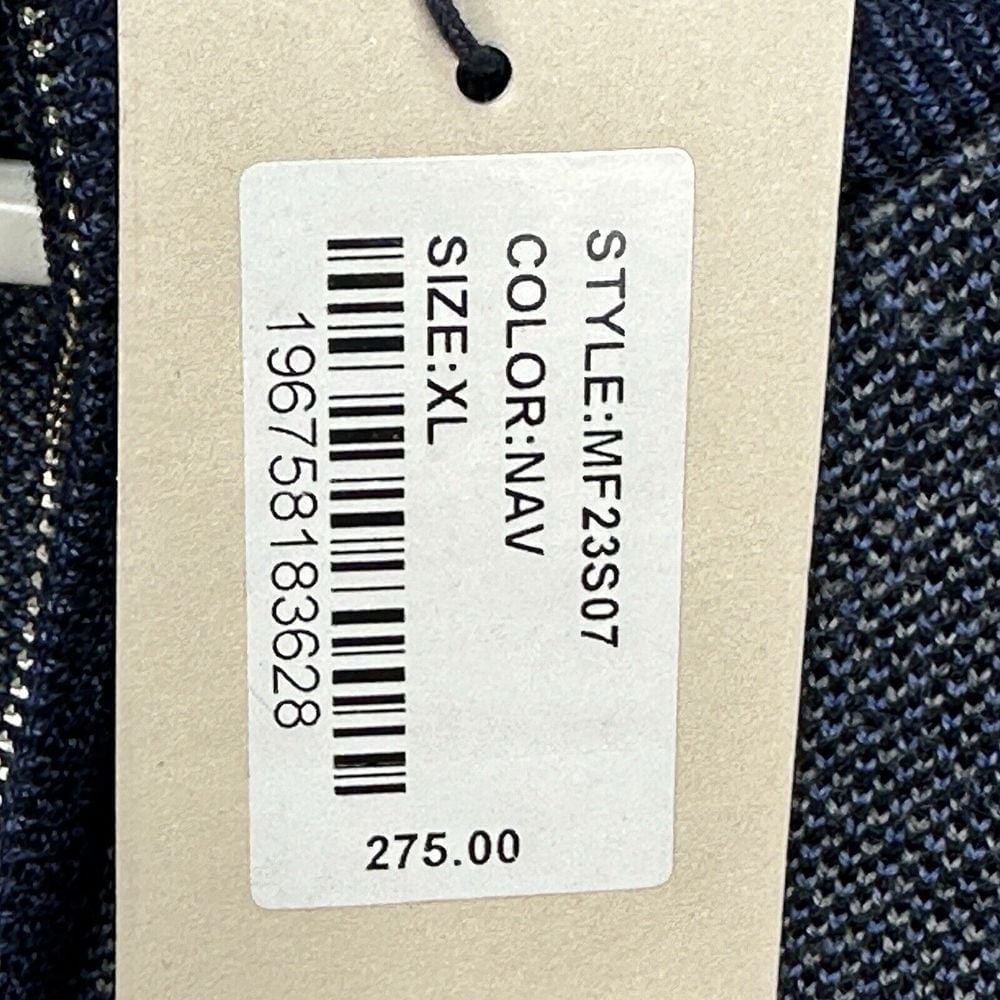 STYLE:MF23S07
COLOR:NAV
SIZE:XL
196758183628
275.00